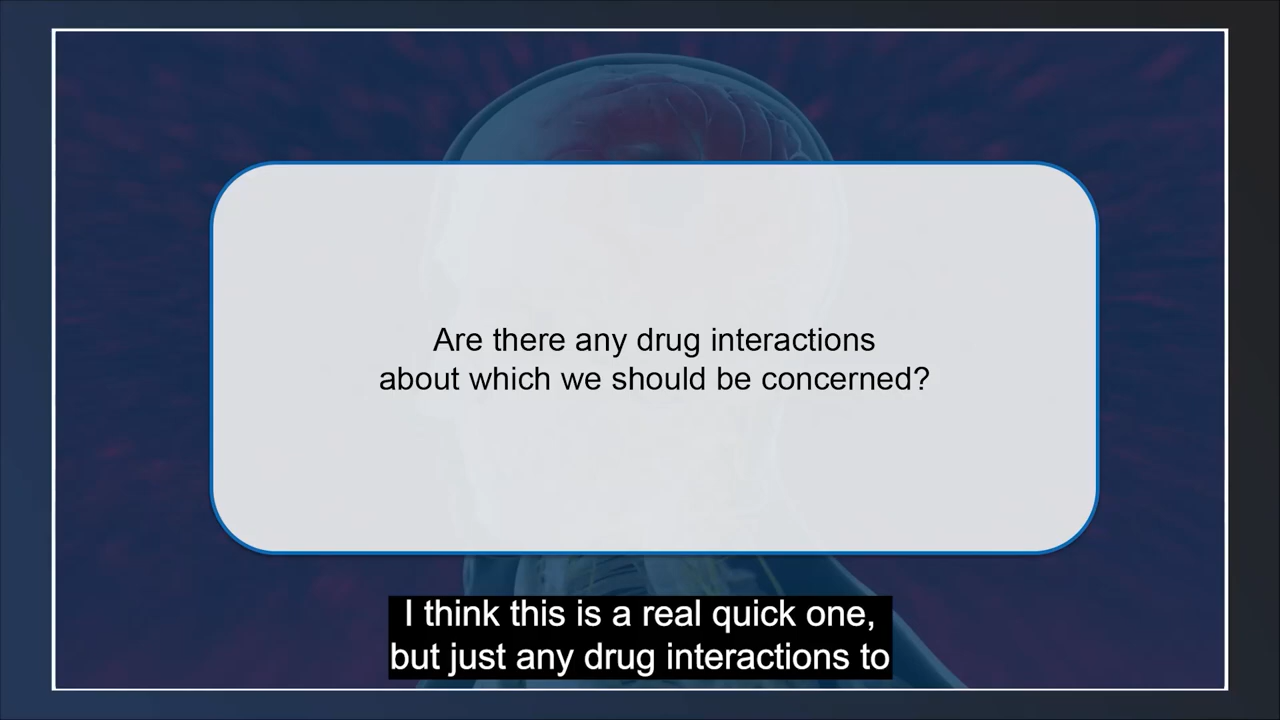 Are there any drug interactions
about which we should be concerned?
I think this is a real quick one,
but just any drug interactions to